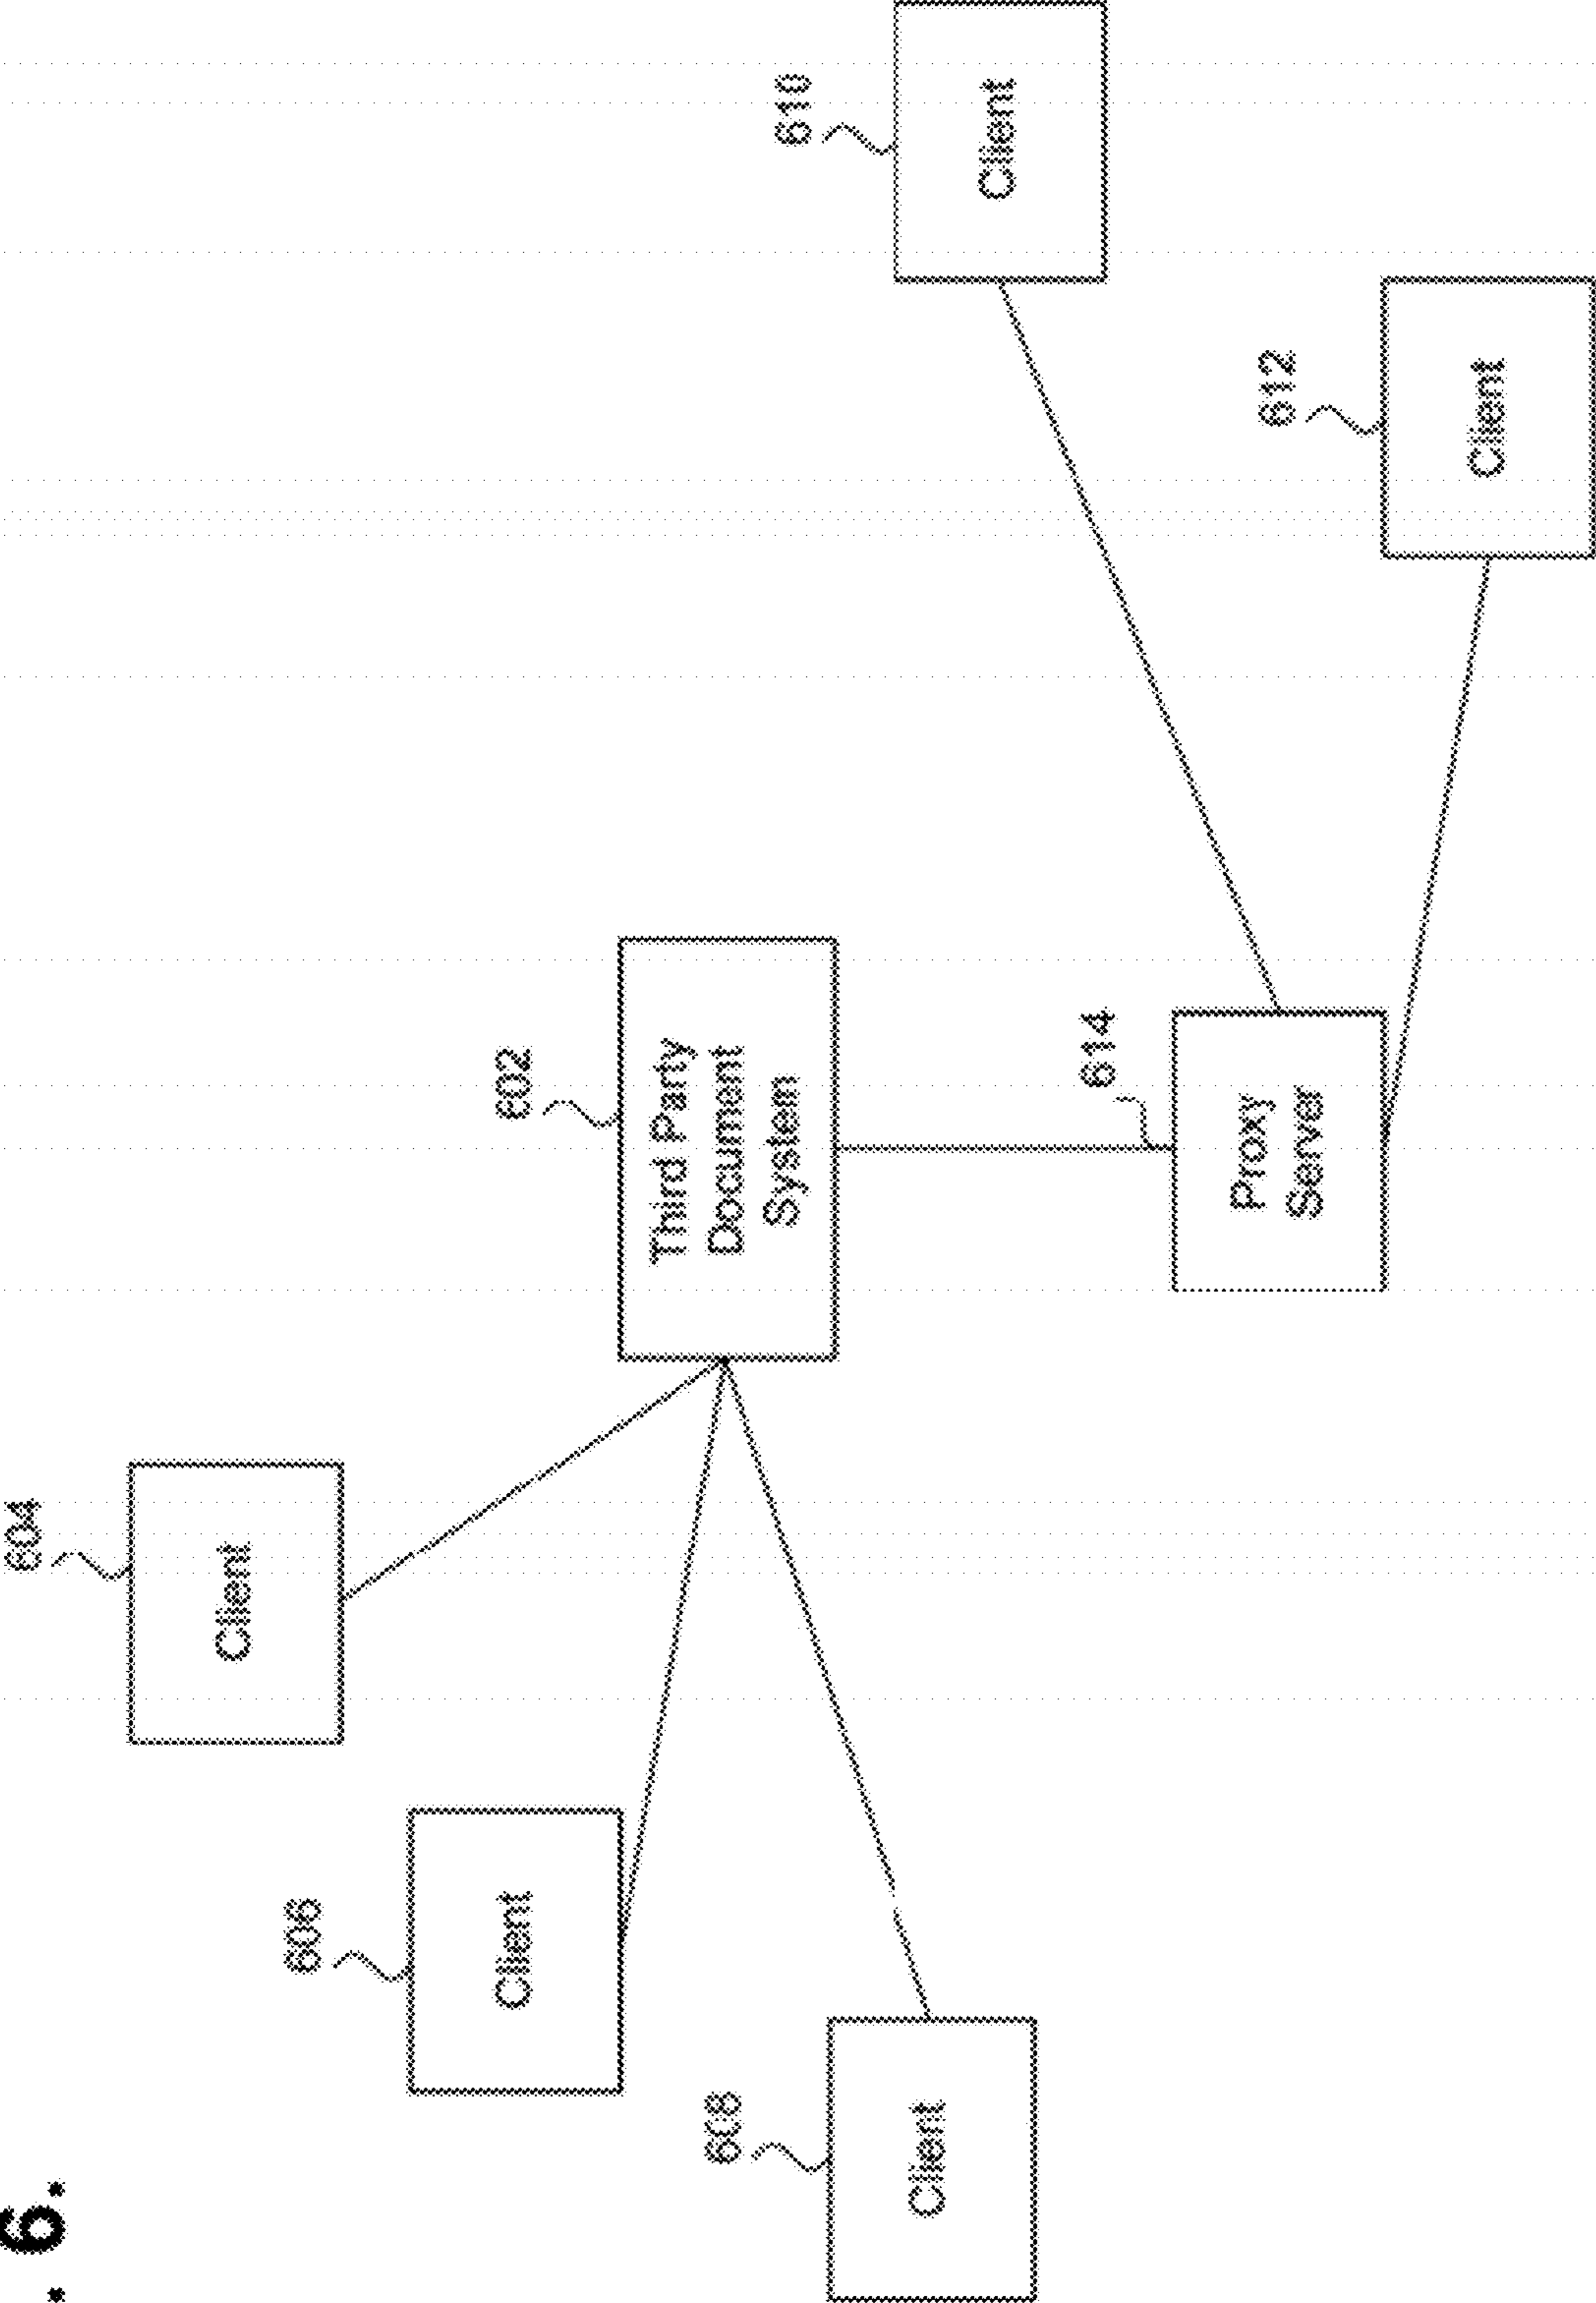 . 6.
604
Client
606
Client
608
Client
602
Third Party
Document
System
614
Proxy
Server
610
Client
612
Client